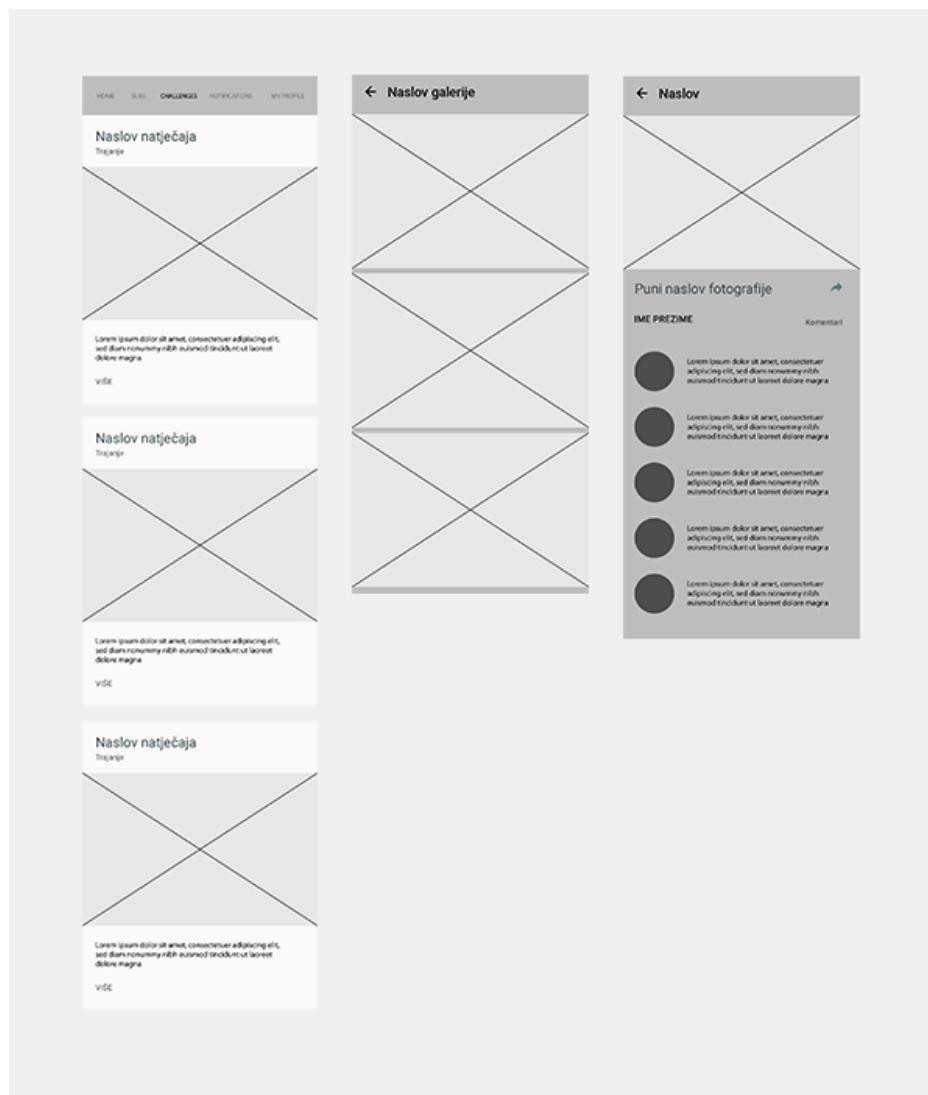 HOME SUBS CHALLENGES NOTIFICATIONS MY PROFILE
Naslov natječaja
Trajanje
Lorem ipsum dolor sit amet, consectetuer adipiscing elit,
sed diam nonummy nibh euismod tincidunt ut laoreet
dolore magna
VIŠE
Naslov natječaja
Trajanje
Lorem ipsum dolor sit amet, consectetuer adipiscing elit,
sed diam nonummy nibh euismod tincidunt ut laoreet
dolore magna
VIŠE
Naslov natječaja
Trajanje
Lorem ipsum dolor sit amet, consectetuer adipiscing elit,
sed diam nonummy nibh euismod tincidunt ut laoreet
dolore magna
VIŠE
Naslov galerije
Naslov
Puni naslov fotografije
IME PREZIME
Komentari
Lorem ipsum dolor sit amet, consectetuer
adipiscing elit, sed diam nonummy nibh
euismod tincidunt ut laoreet dolore magna
Lorem ipsum dolor sit amet, consectetuer
adipiscing elit, sed diam nonummy nibh
euismod tincidunt ut laoreet dolore magna
Lorem ipsum dolor sit amet, consectetuer
adipiscing elit, sed diam nonummy nibh
euismod tincidunt ut laoreet dolore magna
Lorem ipsum dolor sit amet, consectetuer
adipiscing elit, sed diam nonummy nibh
euismod tincidunt ut laoreet dolore magna
Lorem ipsum dolor sit amet, consectetuer
adipiscing elit, sed diam nonummy nibh
euismod tincidunt ut laoreet dolore magna